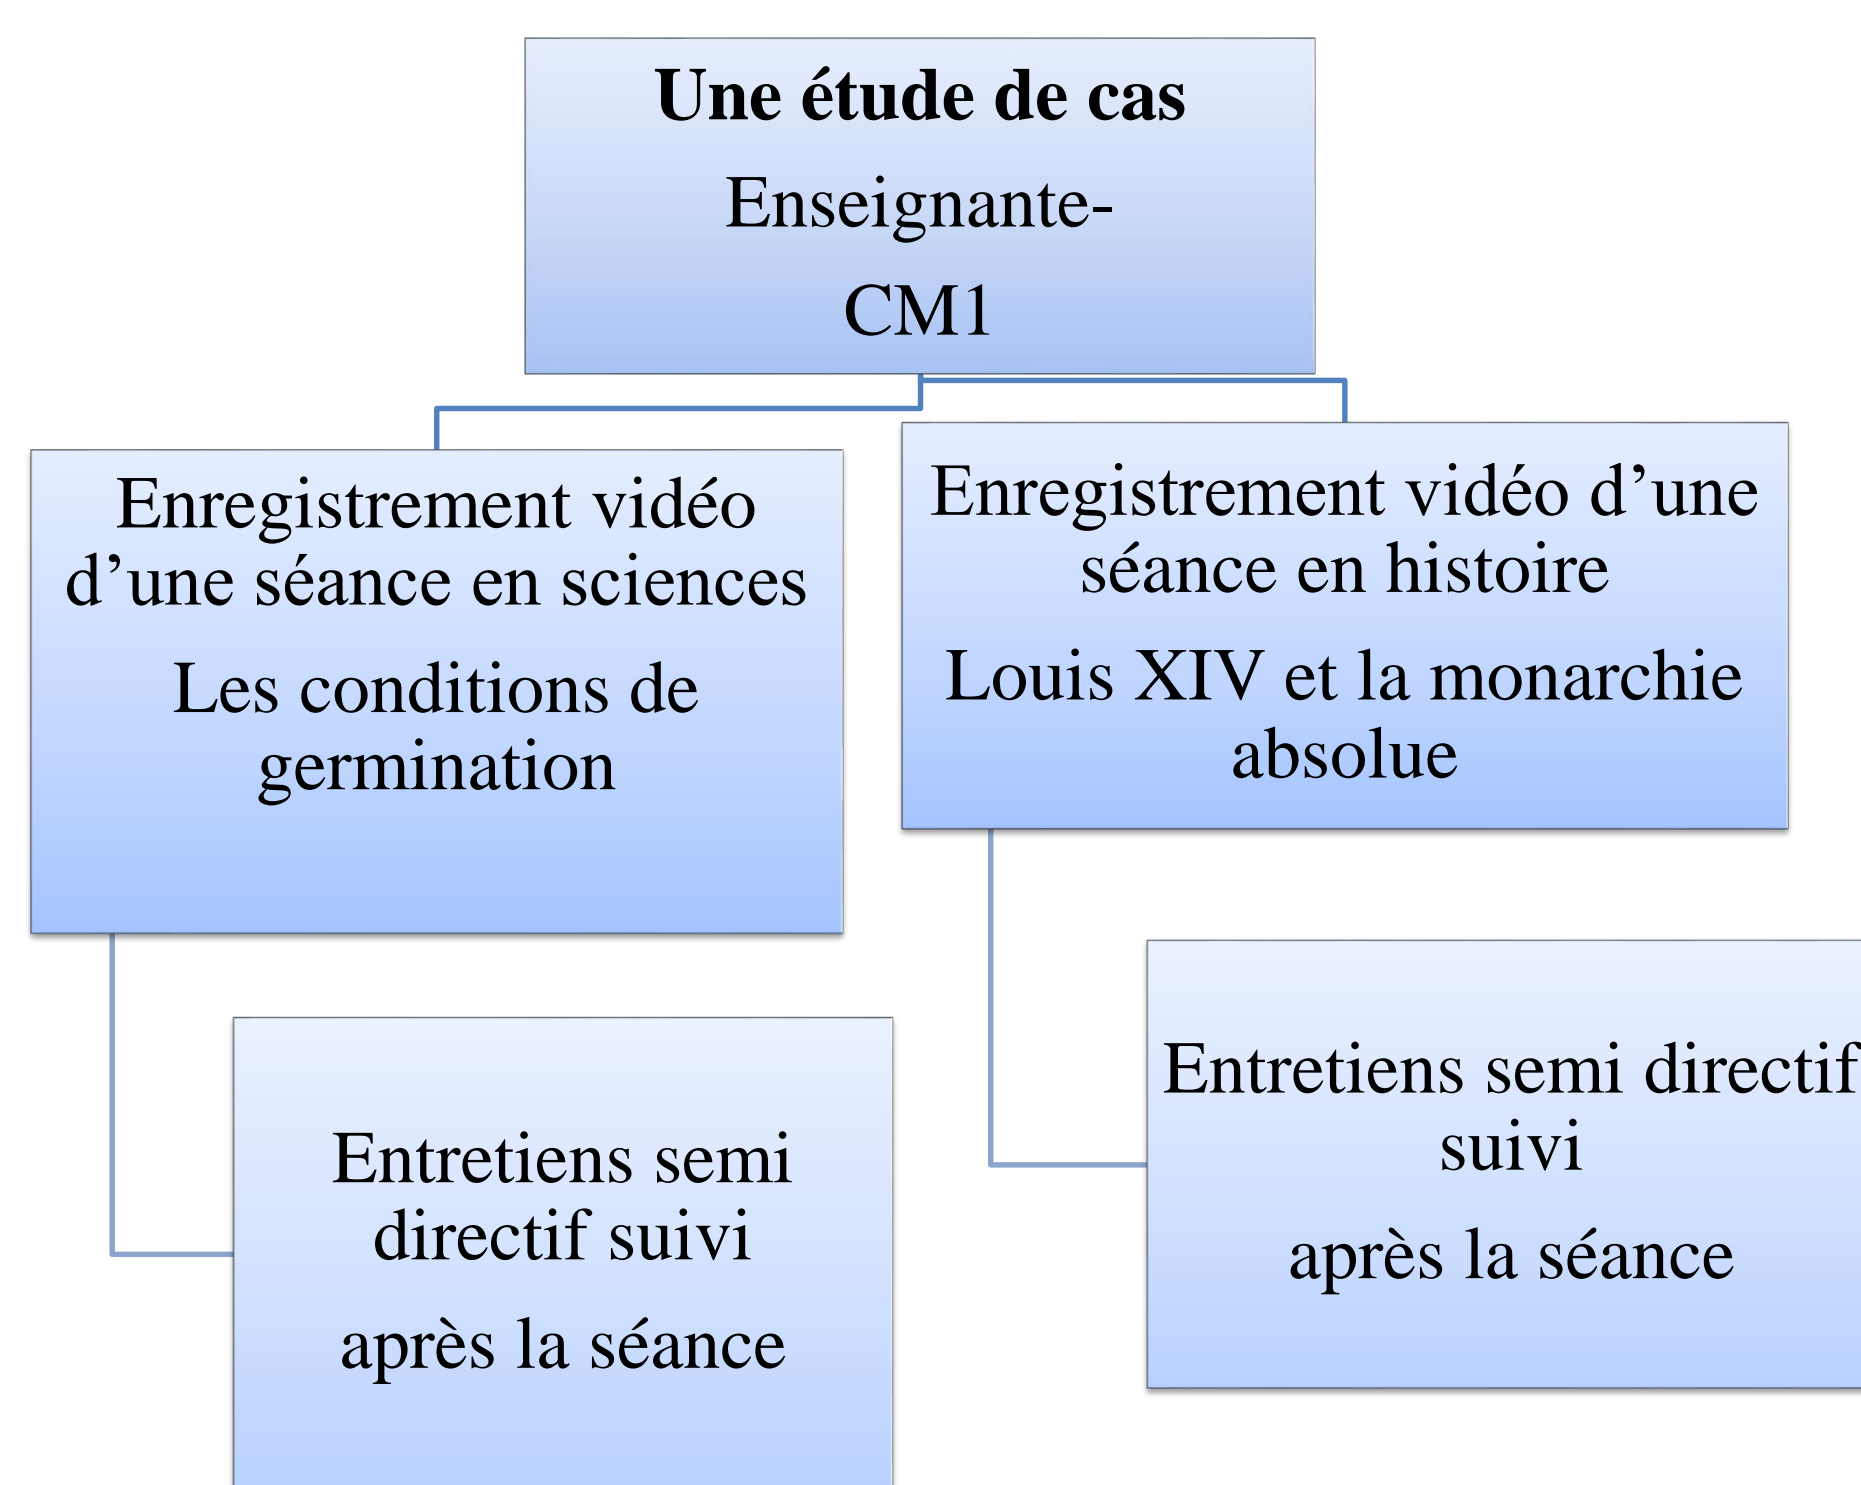 Une étude de cas
Enseignante-
CM1
Enregistrement vidéo
d’une séance en sciences
Les conditions de
germination
Enregistrement vidéo d’une
séance en histoire
Louis XIV et la monarchie
absolue
Entretiens semi
directif suivi
après la séance
Entretiens semi directif
suivi
après la séance